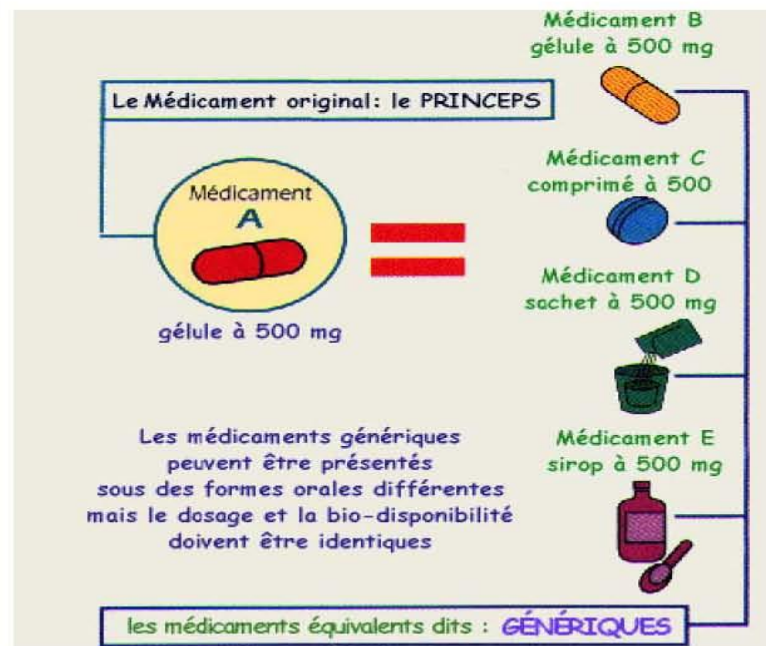 Médicament B
gélule à 500 mg
Le Médicament original: le PRINCEPS
Médicament
A
gélule à 500 mg
Médicament C
comprimé à 500
Médicament D
sachet à 500 mg
Médicament E
sirop à 500 mg
Les médicaments génériques
peuvent être présentés
sous des formes orales différentes
mais le dosage et la bio-disponibilité
doivent être identiques
les médicaments équivalents dits : GÉNÉRIQUES